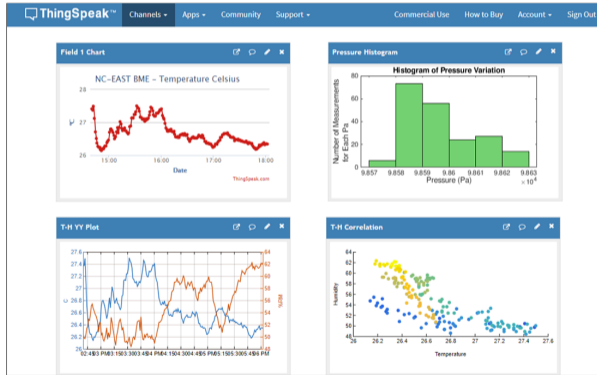 ThingSpeak™ Channels Apps Community Support Commercial Use How to Buy Account Sign Out
Field 1 Chart
NC-EAST BME - Temperature Celsius
28
27
26
°C
15:00 16:00 17:00 18:00
Date
ThingSpeak.com
Pressure Histogram
Histogram of Pressure Variation
Number of Measurements
for Each Pa
80
60
40
20
0
9.857 9.858 9.859 9.86 9.861 9.862 9.863
Pressure (Pa) × 10⁴
T-H YY Plot
27.6
27.4
27.2
27
26.8
26.6
26.4
26.2
26
C
64
62
60
58
56
54
52
50
48
T-H Correlation
64
62
60
58
56
54
52
50
48
Humidity
26 26.2 26.4 26.6 26.8 27 27.2 27.4 27.6
Temperature